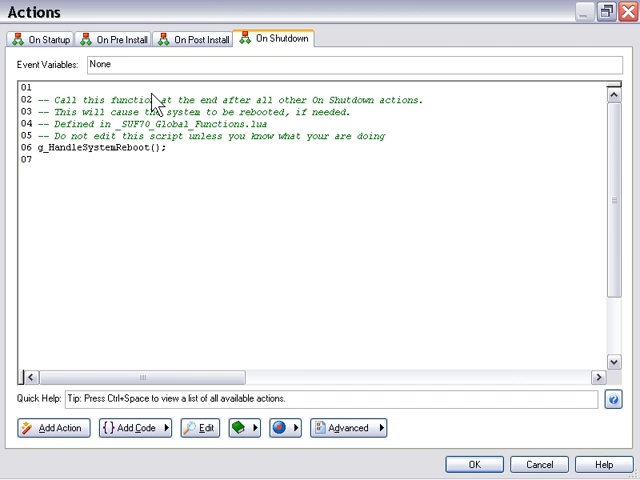 Actions
On Startup
On Pre Install
On Post Install
On Shutdown
Event Variables:
None
01
02 -- Call this function at the end after all other On Shutdown actions.
03 -- This will cause the system to be rebooted, if needed.
04 -- Defined in _SUF70_Global_Functions.lua
05 -- Do not edit this script unless you know what your are doing
06 g_HandleSystemReboot();
07
Quick Help:
Tip: Press Ctrl+Space to view a list of all available actions.
Add Action
Add Code
Edit
Advanced
OK
Cancel
Help